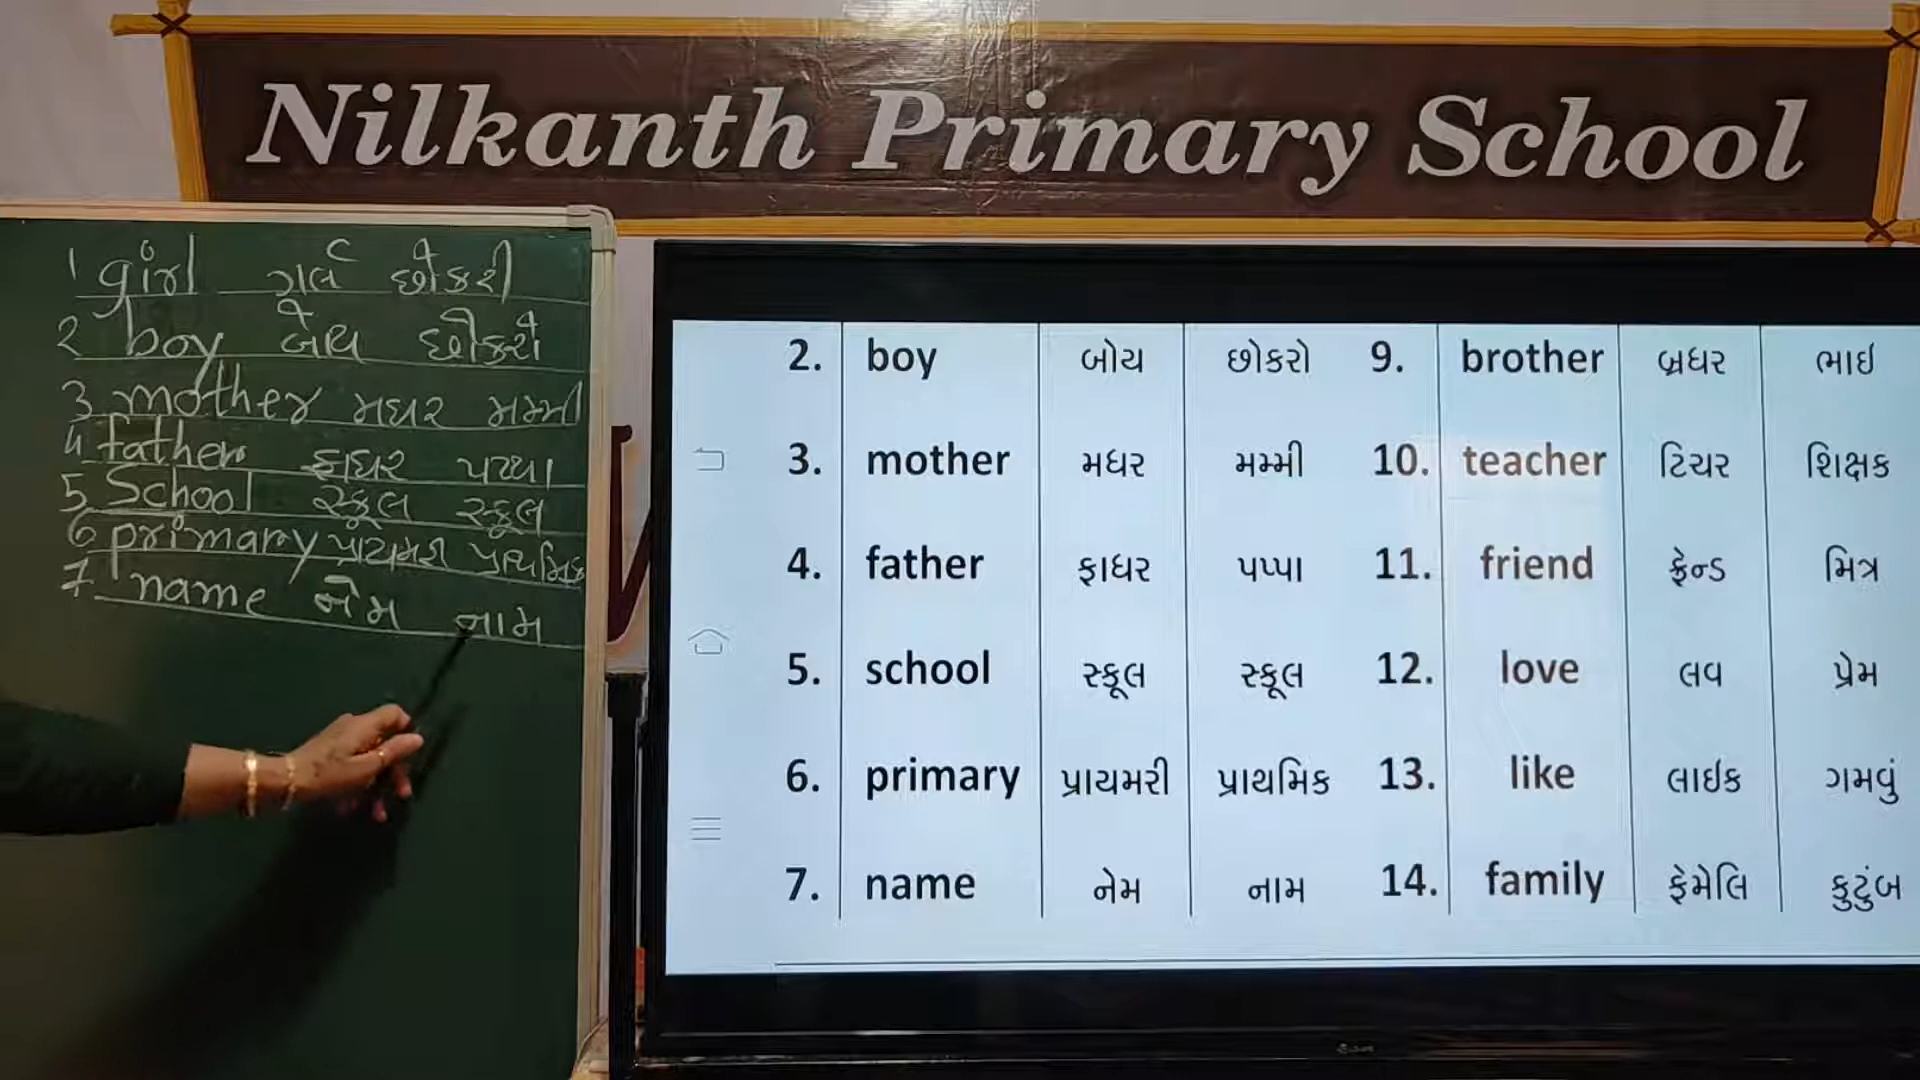 Nilkanth Primary School
1 girl ગર્લ છોકરી
2 boy બોય છોકરો
3 mother મધર મમ્મી
4 father ફાધર પપ્પા
5 School સ્કૂલ સ્કૂલ
6 primary પ્રાયમરી પ્રાથમિક
7. name નેમ નામ
2. boy બોય છોકરો 9. brother બ્રધર ભાઈ
3. mother મધર મમ્મી 10. teacher ટિચર શિક્ષક
4. father ફાધર પપ્પા 11. friend ફ્રેન્ડ મિત્ર
5. school સ્કૂલ સ્કૂલ 12. love લવ પ્રેમ
6. primary પ્રાયમરી પ્રાથમિક 13. like લાઈક ગમવું
7. name નેમ નામ 14. family ફેમેલિ કુટુંબ